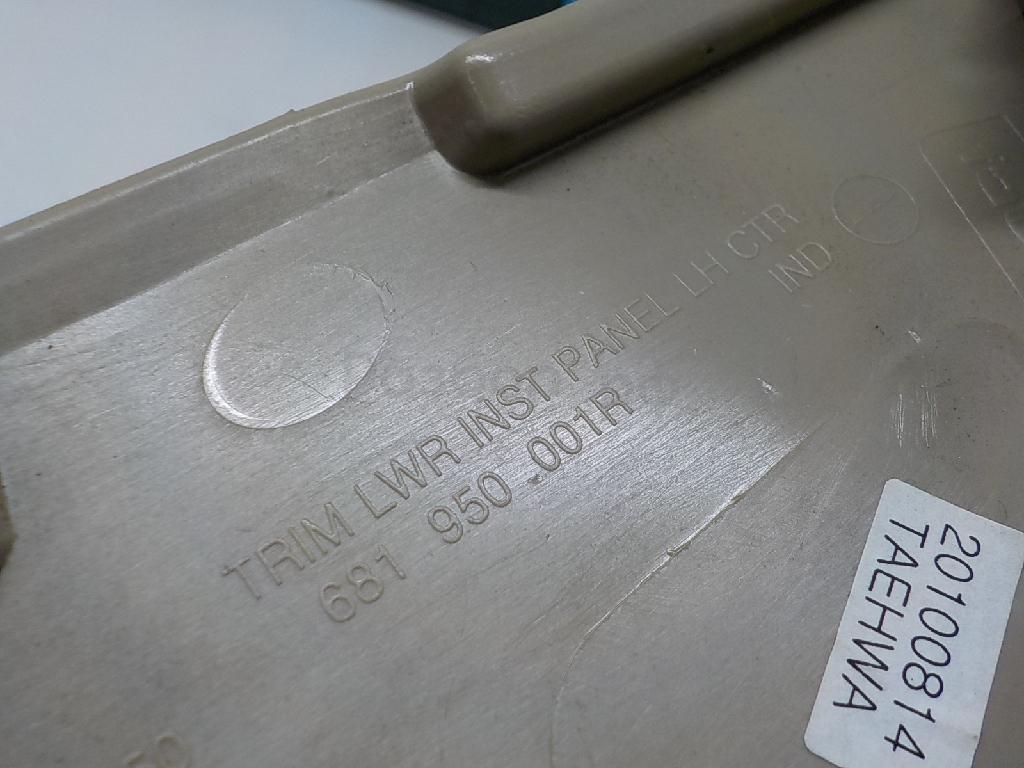 TRIM LWR INST PANEL LH CTR
IND
681 950 001R
20100814
TAEHWA